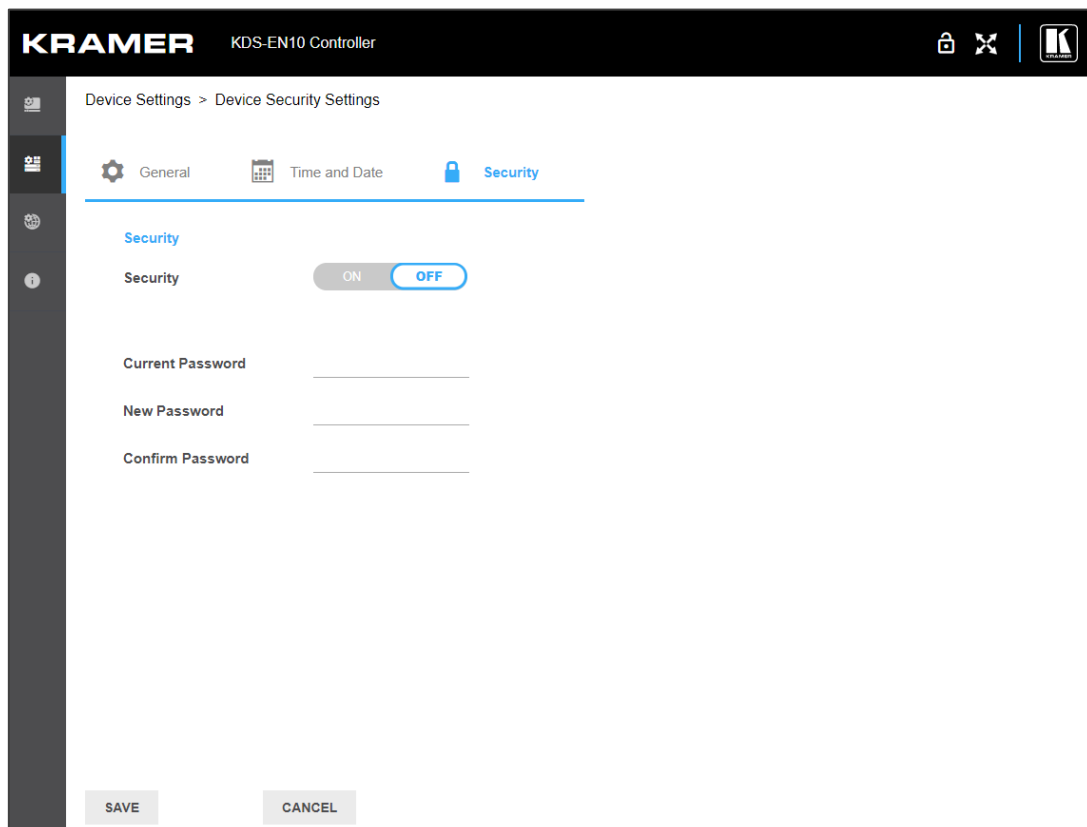 KRAMER KDS-EN10 Controller
KRAMER
Device Settings > Device Security Settings
General Time and Date Security
Security
Security ON OFF
Current Password
New Password
Confirm Password
SAVE CANCEL